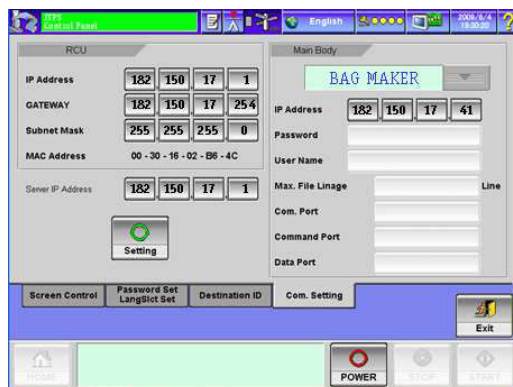 ITPS
Control Panel
English
2008/8/4
18:30:20
RCU
IP Address 182 150 17 1
GATEWAY 182 150 17 254
Subnet Mask 255 255 255 0
MAC Address 00 - 30 - 16 - 02 - B6 - 4C
Server IP Address 182 150 17 1
Setting
Main Body
BAG MAKER
IP Address 182 150 17 41
Password
User Name
Max. File Linage Line
Com. Port
Command Port
Data Port
Screen Control
Password Set
LangSlct Set
Destination ID
Com. Setting
Exit
HOME
POWER
STOP
START